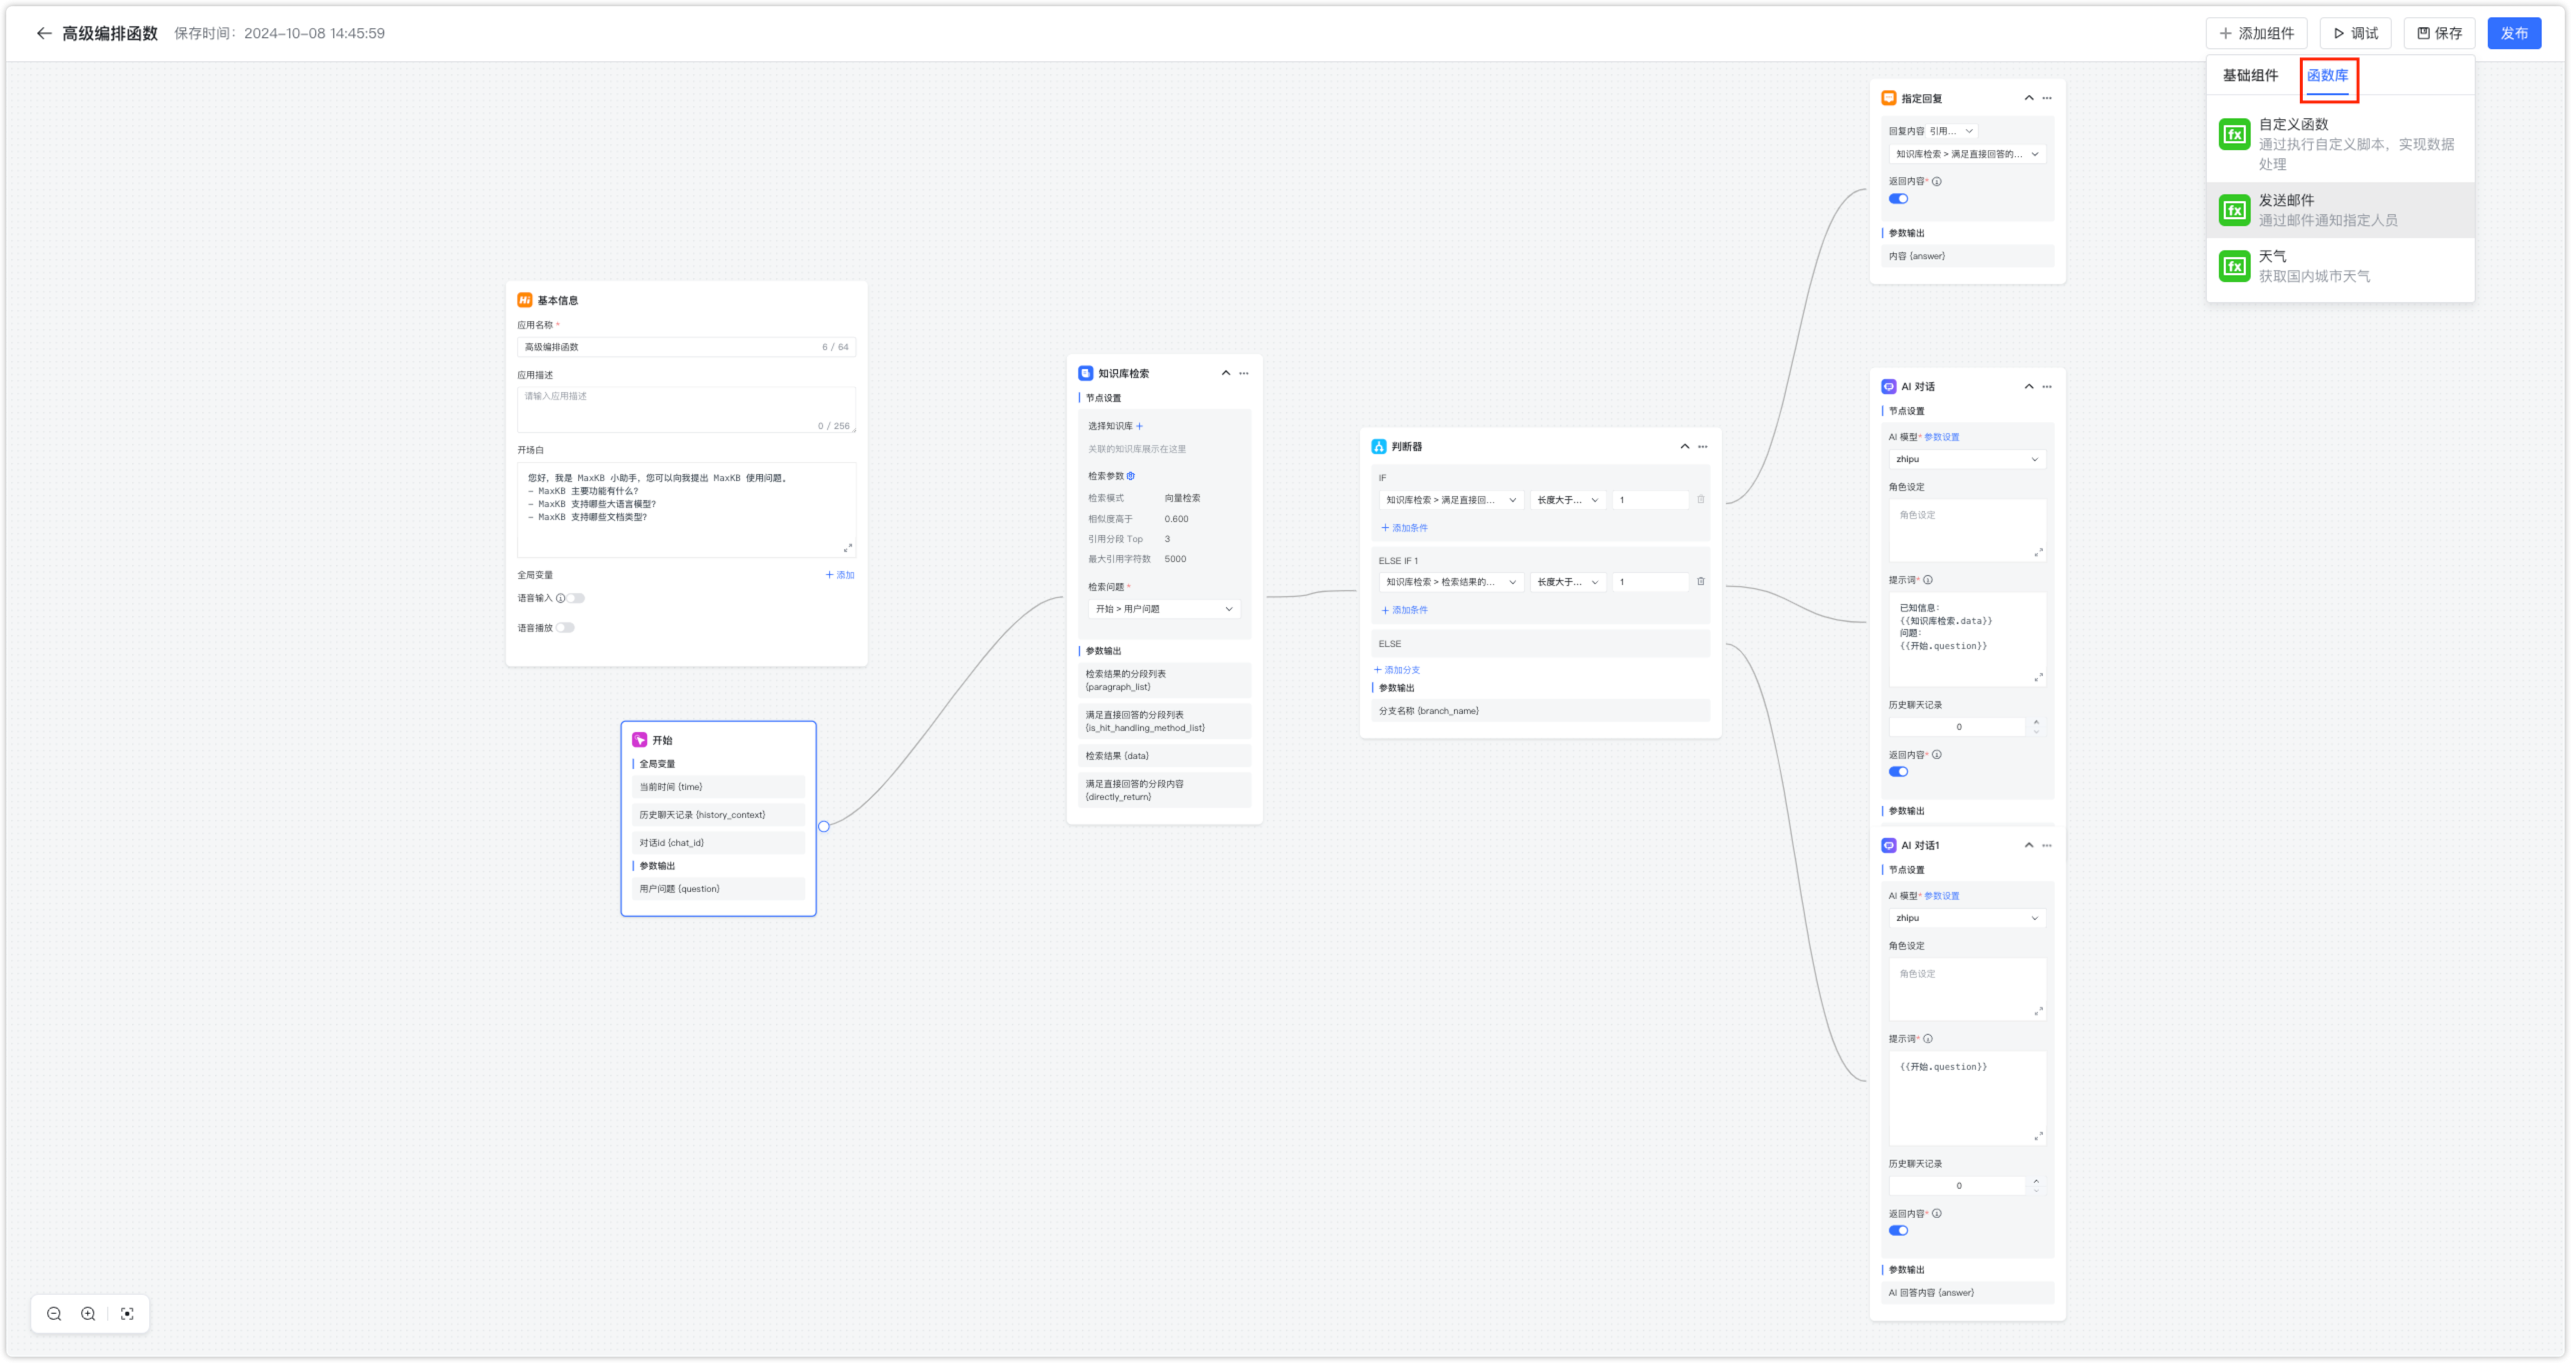 高级编排函数 保存时间：2024-10-08 14:45:59
添加组件 调试 保存 发布
基础组件 函数库
fx 自定义函数
通过执行自定义脚本，实现数据
处理
fx 发送邮件
通过邮件通知指定人员
fx 天气
获取国内城市天气
Hi 基本信息
应用名称 *
高级编排函数 6 / 64
应用描述
请输入应用描述
0 / 256
开场白
您好，我是 MaxKB 小助手，您可以向我提出 MaxKB 使用问题。
- MaxKB 主要功能有什么？
- MaxKB 支持哪些大语言模型？
- MaxKB 支持哪些文档类型？
全局变量 + 添加
语音输入
语音播放
开始
全局变量
当前时间 {time}
历史聊天记录 {history_context}
对话id {chat_id}
参数输出
用户问题 {question}
知识库检索
节点设置
选择知识库 +
关联的知识库展示在这里
检索参数
检索模式 向量检索
相似度高于 0.600
引用分段 Top 3
最大引用字符数 5000
检索问题 *
开始 > 用户问题
参数输出
检索结果的分段列表
{paragraph_list}
满足直接回答的分段列表
{is_hit_handling_method_list}
检索结果 {data}
满足直接回答的分段内容
{directly_return}
判断器
IF
知识库检索 > 满足直接回... 长度大于... 1
+ 添加条件
ELSE IF 1
知识库检索 > 检索结果的... 长度大于... 1
+ 添加条件
ELSE
+ 添加分支
参数输出
分支名称 {branch_name}
指定回复
回复内容 引用...
知识库检索 > 满足直接回答的...
返回内容*
参数输出
内容 {answer}
AI 对话
节点设置
AI 模型* 参数设置
zhipu
角色设定
角色设定
提示词*
已知信息：
{{知识库检索.data}}
问题：
{{开始.question}}
历史聊天记录
0
返回内容*
参数输出
AI 对话1
节点设置
AI 模型* 参数设置
zhipu
角色设定
角色设定
提示词*
{{开始.question}}
历史聊天记录
0
返回内容*
参数输出
AI 回答内容 {answer}